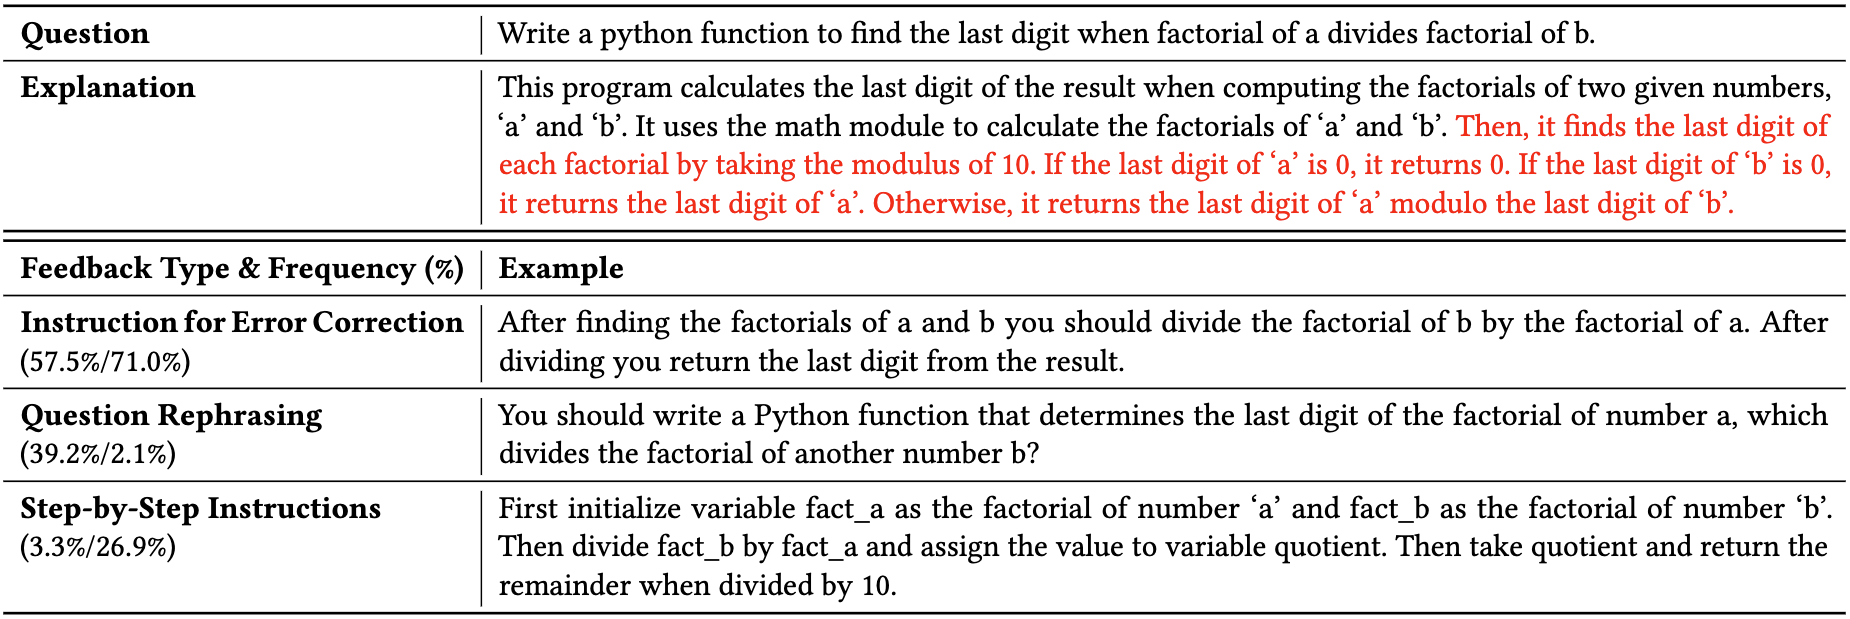 Question
Write a python function to find the last digit when factorial of a divides factorial of b.
Explanation
This program calculates the last digit of the result when computing the factorials of two given numbers,
‘a’ and ‘b’. It uses the math module to calculate the factorials of ‘a’ and ‘b’. Then, it finds the last digit of
each factorial by taking the modulus of 10. If the last digit of ‘a’ is 0, it returns 0. If the last digit of ‘b’ is 0,
it returns the last digit of ‘a’. Otherwise, it returns the last digit of ‘a’ modulo the last digit of ‘b’.
Feedback Type & Frequency (%)
Example
Instruction for Error Correction
(57.5%/71.0%)
After finding the factorials of a and b you should divide the factorial of b by the factorial of a. After
dividing you return the last digit from the result.
Question Rephrasing
(39.2%/2.1%)
You should write a Python function that determines the last digit of the factorial of number a, which
divides the factorial of another number b?
Step-by-Step Instructions
(3.3%/26.9%)
First initialize variable fact_a as the factorial of number ‘a’ and fact_b as the factorial of number ‘b’.
Then divide fact_b by fact_a and assign the value to variable quotient. Then take quotient and return the
remainder when divided by 10.